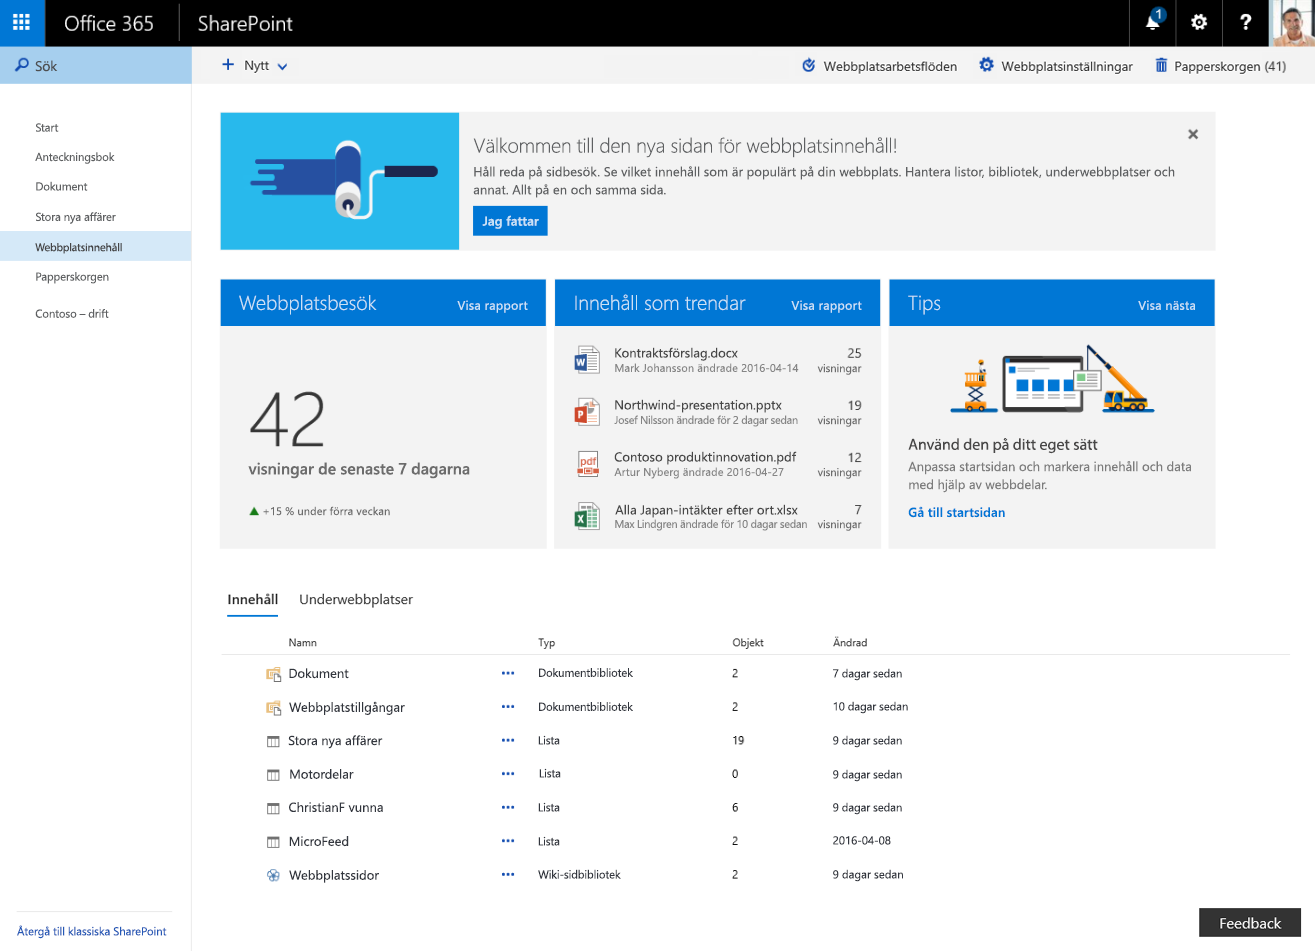 Office 365
SharePoint
1
?
Sök
Nytt
Webbplatsarbetsflöden
Webbplatsinställningar
Papperskorgen (41)
Start
Anteckningsbok
Dokument
Stora nya affärer
Webbplatsinnehåll
Papperskorgen
Contoso – drift
Återgå till klassiska SharePoint
Välkommen till den nya sidan för webbplatsinnehåll!
Håll reda på sidbesök. Se vilket innehåll som är populärt på din webbplats. Hantera listor, bibliotek, underwebbplatser och
annat. Allt på en och samma sida.
Jag fattar
Webbplatsbesök Visa rapport
42
visningar de senaste 7 dagarna
+15 % under förra veckan
Innehåll som trendar Visa rapport
Kontraktsförslag.docx 25
Mark Johansson ändrade 2016-04-14 visningar
Northwind-presentation.pptx 19
Josef Nilsson ändrade för 2 dagar sedan visningar
Contoso produktinnovation.pdf 12
Artur Nyberg ändrade 2016-04-27 visningar
Alla Japan-intäkter efter ort.xlsx 7
Max Lindgren ändrade för 10 dagar sedan visningar
Tips Visa nästa
Använd den på ditt eget sätt
Anpassa startsidan och markera innehåll och data
med hjälp av webbdelar.
Gå till startsidan
Innehåll Underwebbplatser
Namn Typ Objekt Ändrad
Dokument Dokumentbibliotek 2 7 dagar sedan
Webbplatstillgångar Dokumentbibliotek 2 10 dagar sedan
Stora nya affärer Lista 19 9 dagar sedan
Motordelar Lista 0 9 dagar sedan
ChristianF vunna Lista 6 9 dagar sedan
MicroFeed Lista 2 2016-04-08
Webbplatssidor Wiki-sidbibliotek 2 9 dagar sedan
Feedback